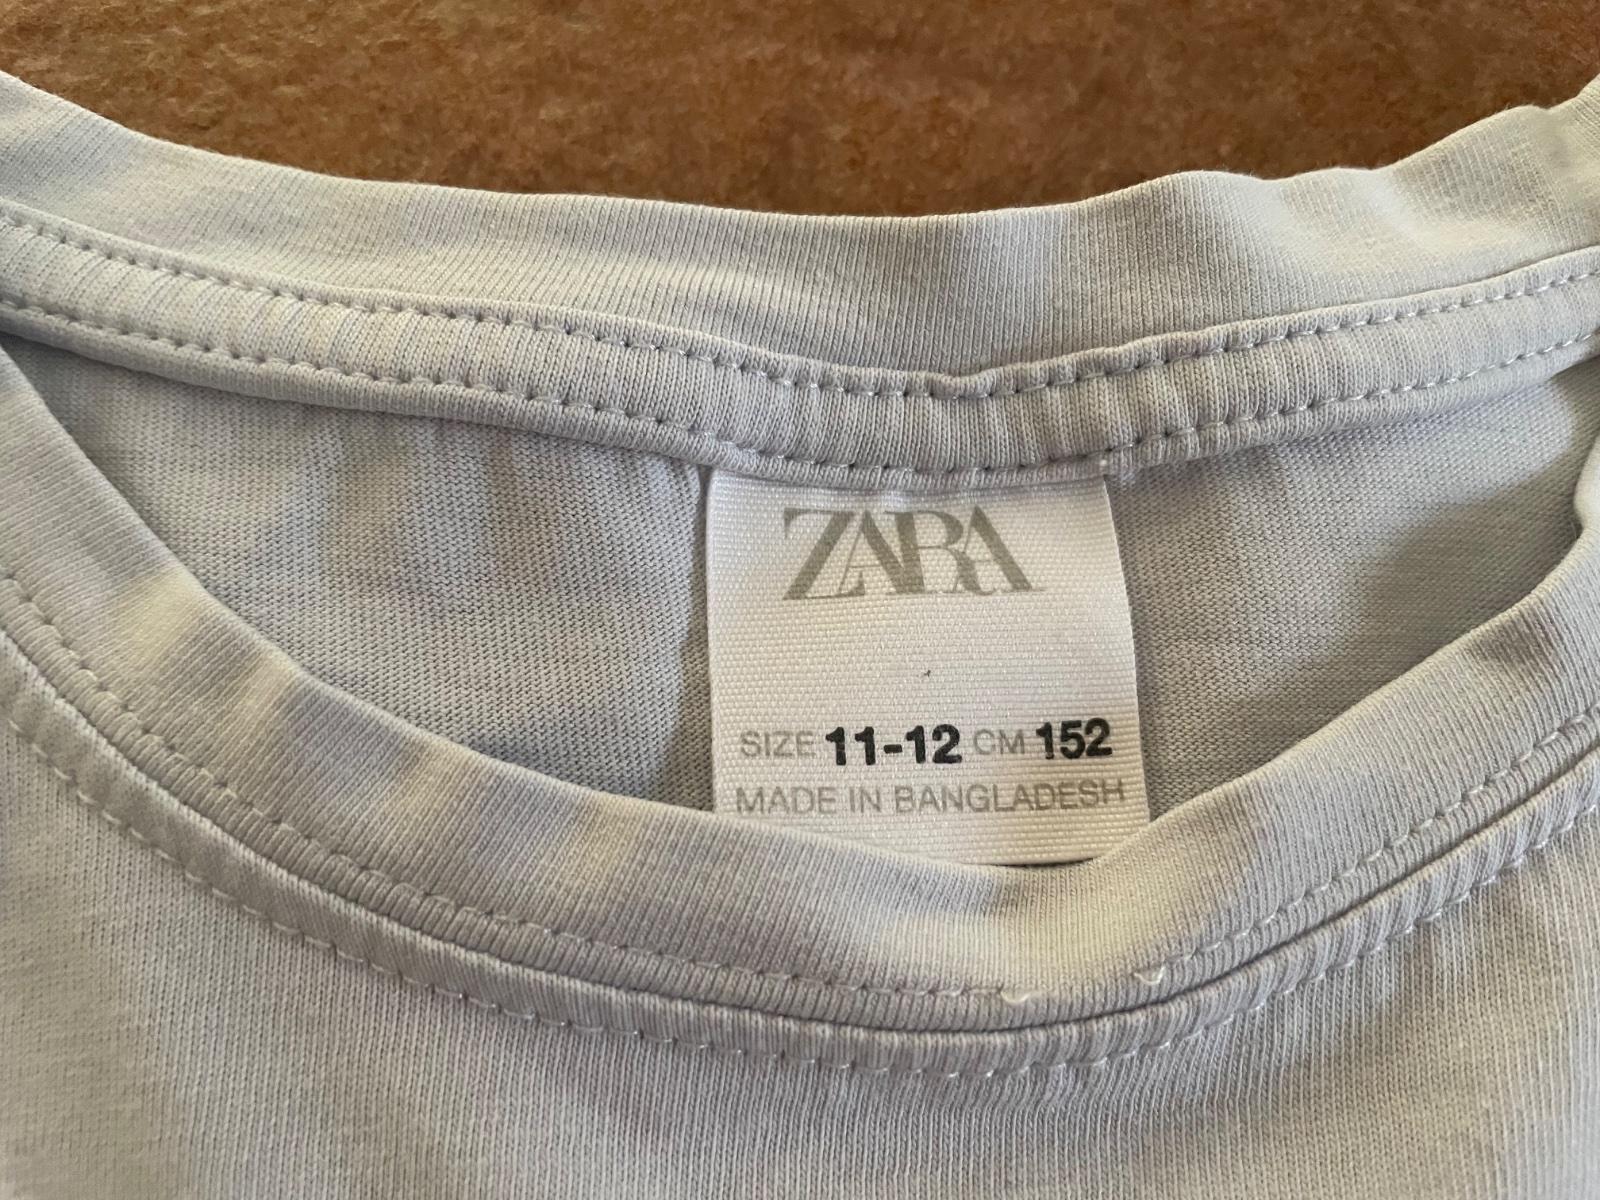 ZARA
SIZE 11-12 CM 152
MADE IN BANGLADESH